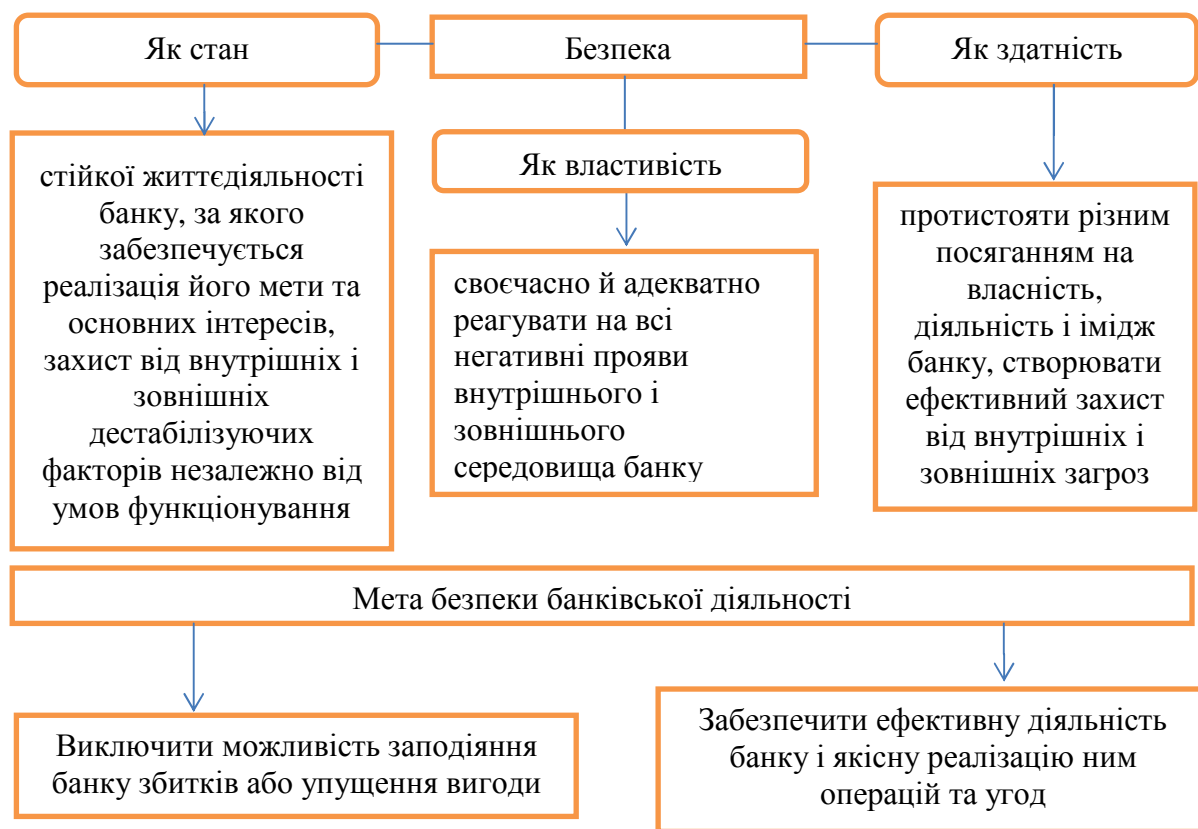 Як стан
Безпека
Як здатність
Як властивість
стійкої життєдіяльності
банку, за якого
забезпечується
реалізація його мети та
основних інтересів,
захист від внутрішніх і
зовнішніх
дестабілізуючих
факторів незалежно від
умов функціонування
своєчасно й адекватно
реагувати на всі
негативні прояви
внутрішнього і
зовнішнього
середовища банку
протистояти різним
посяганням на
власність,
діяльність і імідж
банку, створювати
ефективний захист
від внутрішніх і
зовнішніх загроз
Мета безпеки банківської діяльності
Виключити можливість заподіяння
банку збитків або упущення вигоди
Забезпечити ефективну діяльність
банку і якісну реалізацію ним
операцій та угод